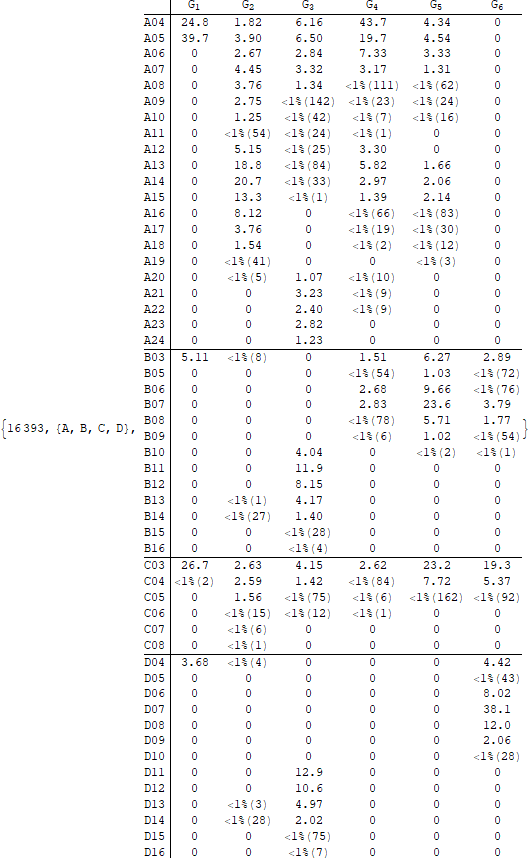 G1 G2 G3 G4 G5 G6
A04 24.8 1.82 6.16 43.7 4.34 0
A05 39.7 3.90 6.50 19.7 4.54 0
A06 0 2.67 2.84 7.33 3.33 0
A07 0 4.45 3.32 3.17 1.31 0
A08 0 3.76 1.34 <1%(111) <1%(62) 0
A09 0 2.75 <1%(142) <1%(23) <1%(24) 0
A10 0 1.25 <1%(42) <1%(7) <1%(16) 0
A11 0 <1%(54) <1%(24) <1%(1) 0 0
A12 0 5.15 <1%(25) 3.30 0 0
A13 0 18.8 <1%(84) 5.82 1.66 0
A14 0 20.7 <1%(33) 2.97 2.06 0
A15 0 13.3 <1%(1) 1.39 2.14 0
A16 0 8.12 0 <1%(66) <1%(83) 0
A17 0 3.76 0 <1%(19) <1%(30) 0
A18 0 1.54 0 <1%(2) <1%(12) 0
A19 0 <1%(41) 0 0 <1%(3) 0
A20 0 <1%(5) 1.07 <1%(10) 0 0
A21 0 0 3.23 <1%(9) 0 0
A22 0 0 2.40 <1%(9) 0 0
A23 0 0 2.82 0 0 0
A24 0 0 1.23 0 0 0
B03 5.11 <1%(8) 0 1.51 6.27 2.89
B05 0 0 0 <1%(54) 1.03 <1%(72)
B06 0 0 0 2.68 9.66 <1%(76)
{16393, {A, B, C, D}, B07 0 0 0 2.83 23.6 3.79 }
B08 0 0 0 <1%(78) 5.71 1.77
B09 0 0 0 <1%(6) 1.02 <1%(54)
B10 0 0 4.04 0 <1%(2) <1%(1)
B11 0 0 11.9 0 0 0
B12 0 0 8.15 0 0 0
B13 0 <1%(1) 4.17 0 0 0
B14 0 <1%(27) 1.40 0 0 0
B15 0 0 <1%(28) 0 0 0
B16 0 0 <1%(4) 0 0 0
C03 26.7 2.63 4.15 2.62 23.2 19.3
C04 <1%(2) 2.59 1.42 <1%(84) 7.72 5.37
C05 0 1.56 <1%(75) <1%(6) <1%(162) <1%(92)
C06 0 <1%(15) <1%(12) <1%(1) 0 0
C07 0 <1%(6) 0 0 0 0
C08 0 <1%(1) 0 0 0 0
D04 3.68 <1%(4) 0 0 0 4.42
D05 0 0 0 0 0 <1%(43)
D06 0 0 0 0 0 8.02
D07 0 0 0 0 0 38.1
D08 0 0 0 0 0 12.0
D09 0 0 0 0 0 2.06
D10 0 0 0 0 0 <1%(28)
D11 0 0 12.9 0 0 0
D12 0 0 10.6 0 0 0
D13 0 <1%(3) 4.97 0 0 0
D14 0 <1%(28) 2.02 0 0 0
D15 0 0 <1%(75) 0 0 0
D16 0 0 <1%(7) 0 0 0